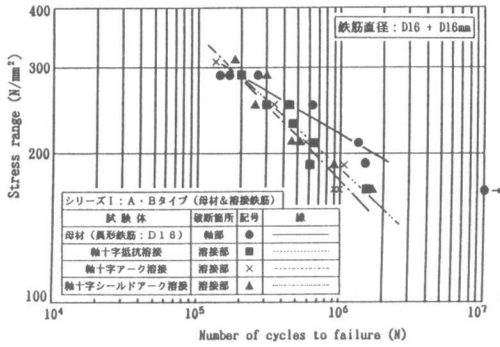 400
鉄筋直径：D16 + D16mm
300
200
100
Stress range (N/mm²)
シリーズⅠ：A・Bタイプ（母材＆溶接鉄筋）
試験体 破断箇所 記号 線
母材（異形鉄筋：D16） 軸部 ●
軸十字抵抗溶接 溶接部 ■
軸十字アーク溶接 溶接部 ×
軸十字シールドアーク溶接 溶接部 ▲
10⁴ 10⁵ 10⁶ 10⁷
Number of cycles to failure (N)